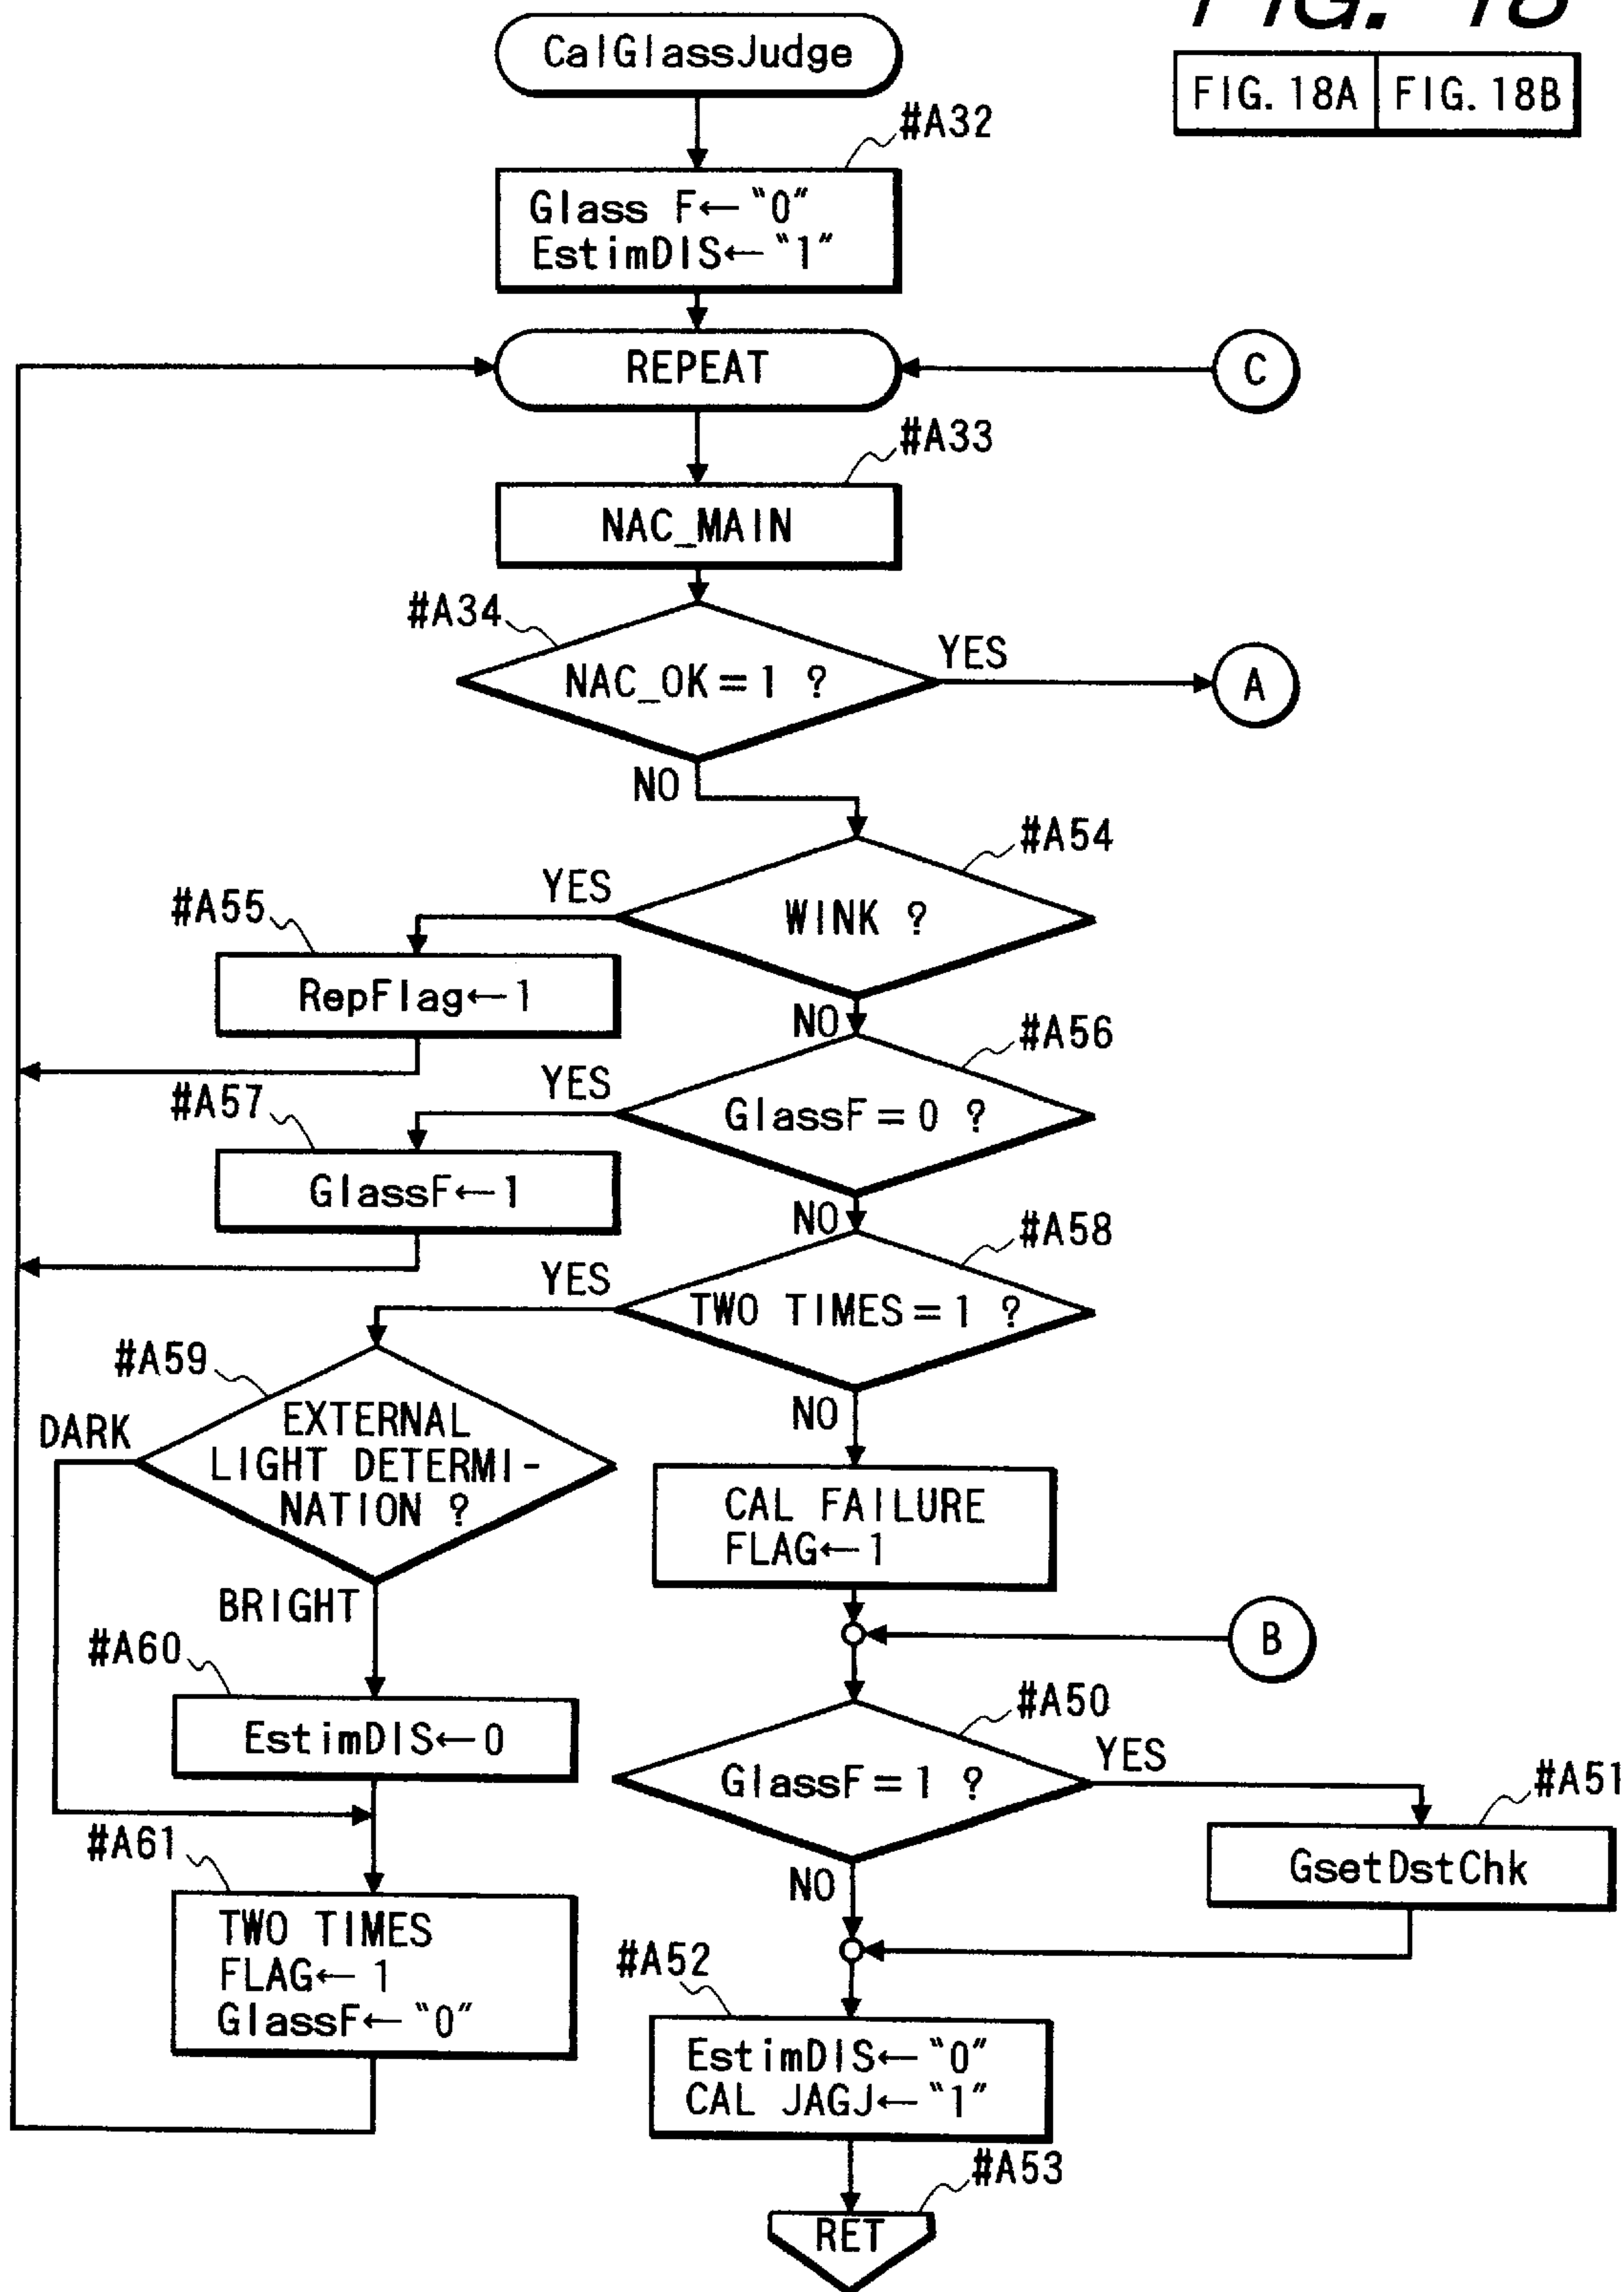 FIG. 18
FIG. 18A FIG. 18B
CalGlassJudge
#A32
Glass F←"0"
EstimDIS←"1"
REPEAT
C
#A33
NAC_MAIN
#A34
NAC_OK=1 ?
YES
A
NO
#A54
WINK ?
YES
#A55
RepFlag←1
NO
#A56
GlassF=0 ?
YES
#A57
GlassF←1
NO
#A58
TWO TIMES=1 ?
YES
#A59
EXTERNAL
LIGHT DETERMI-
NATION ?
DARK
NO
CAL FAILURE
FLAG←1
BRIGHT
B
#A60
EstimDIS←0
#A50
GlassF=1 ?
YES
#A51
GsetDstChk
#A61
TWO TIMES
FLAG←1
GlassF←"0"
NO
#A52
EstimDIS←"0"
CAL JAGJ←"1"
#A53
RET